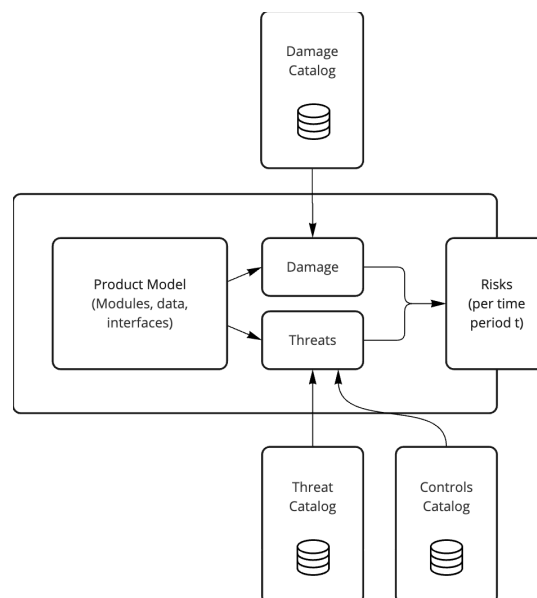 Damage
Catalog
Damage
Product Model
(Modules, data,
interfaces)
Risks
(per time
period t)
Threats
Threat
Catalog
Controls
Catalog